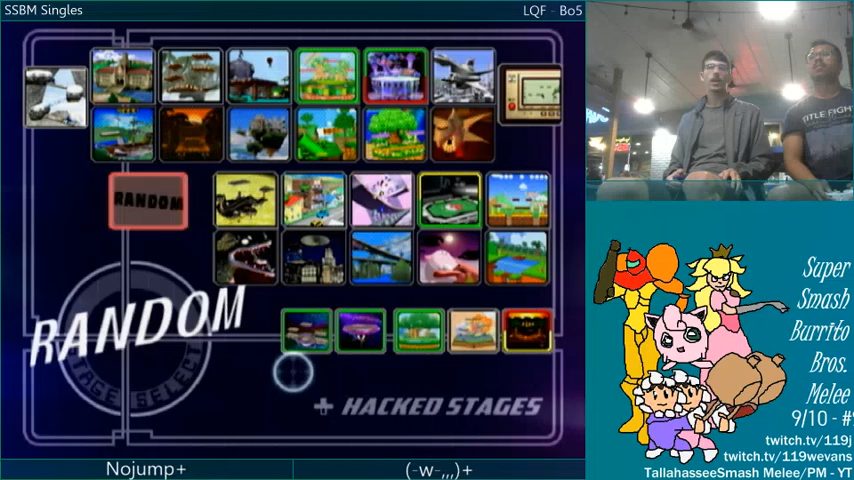 SSBM Singles
LQF - Bo5
RANDOM
TITLE FIGHT
RANDOM
STAGE SELECT
+ HACKED STAGES
Super
Smash
Burrito
Bros.
Melee
9/10 - #
twitch.tv/119j
twitch.tv/119wevans
TallahasseeSmash Melee/PM - YT
Nojump+
(-w-,,,)+